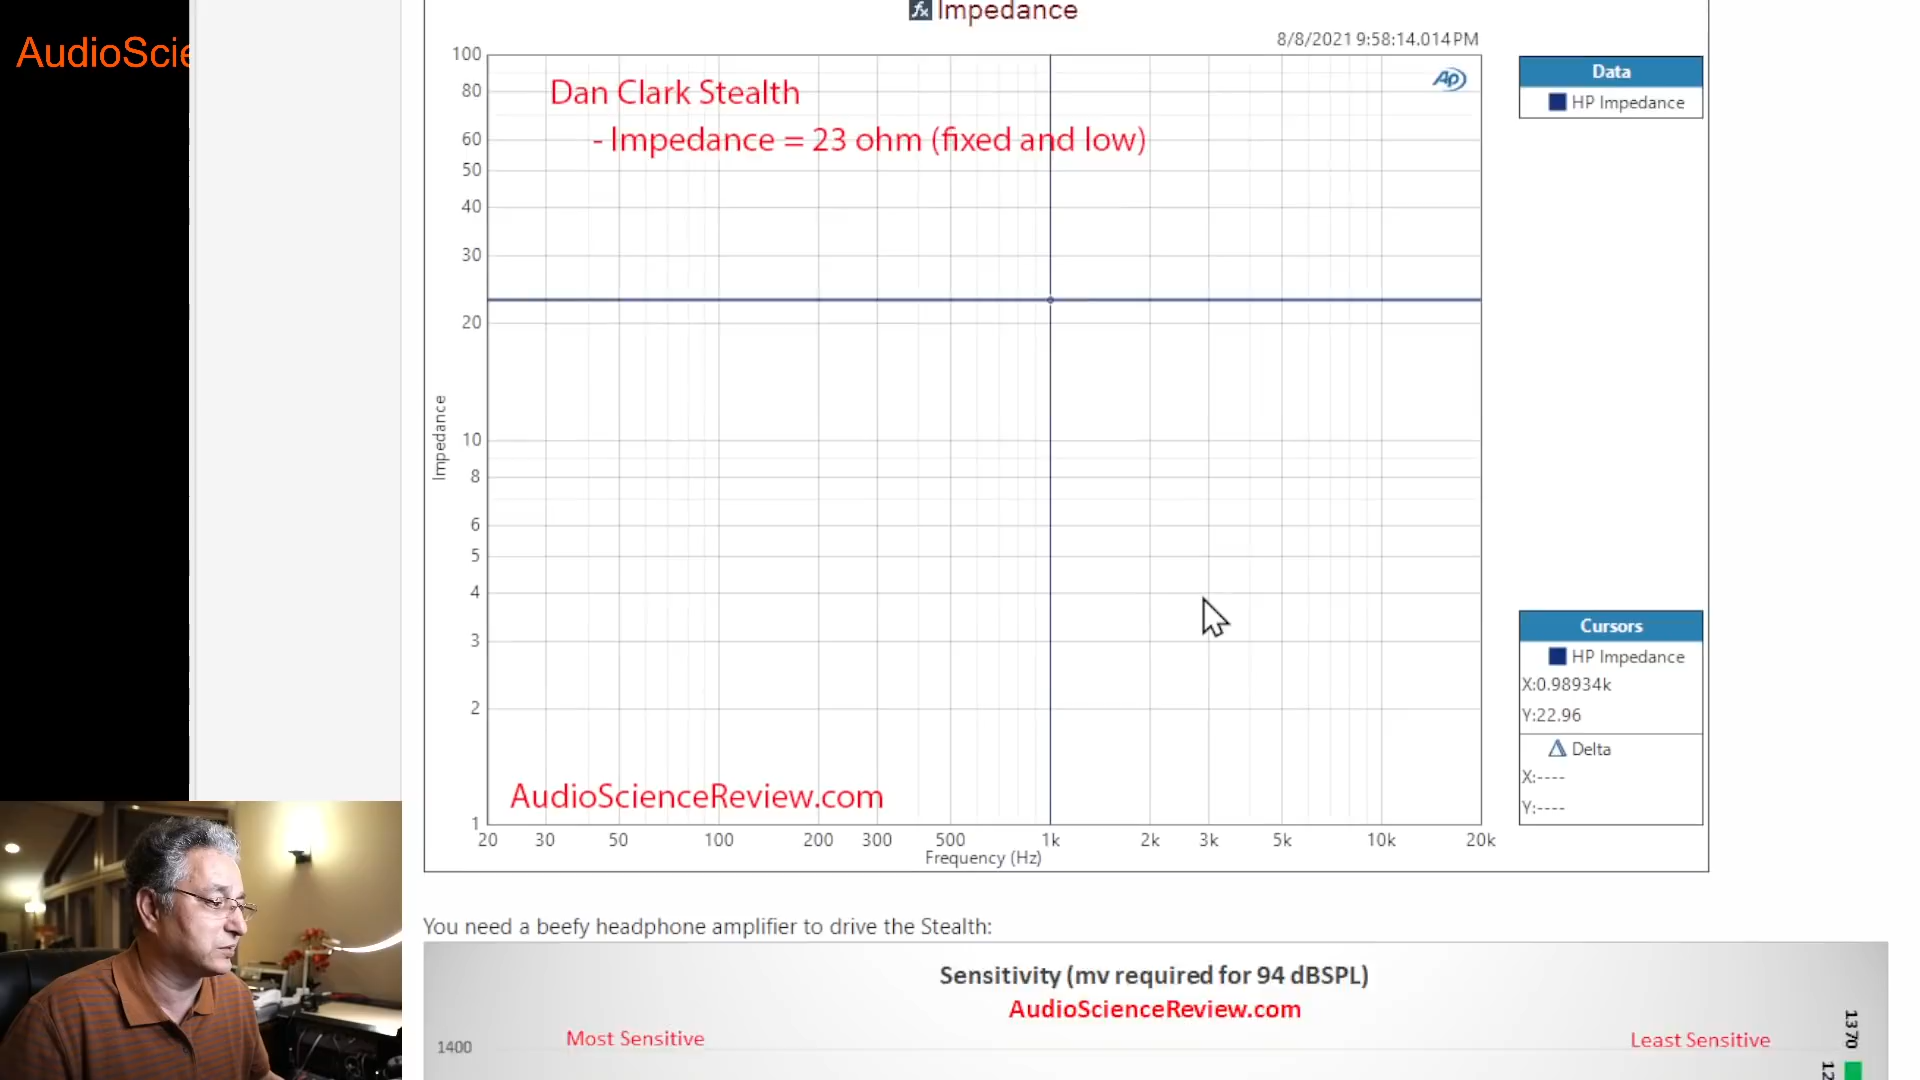 AudioScie
Impedance
8/8/2021 9:58:14.014PM
100
80
60
50
40
30
20
10
8
6
5
4
3
2
1
Impedance
Dan Clark Stealth
- Impedance = 23 ohm (fixed and low)
AP
AudioScienceReview.com
20 30 50 100 200 300 500 1k 2k 3k 5k 10k 20k
Frequency (Hz)
Data
HP Impedance
Cursors
HP Impedance
X:0.98934k
Y:22.96
Delta
X:----
Y:----
You need a beefy headphone amplifier to drive the Stealth:
Sensitivity (mv required for 94 dBSPL)
AudioScienceReview.com
Most Sensitive
Least Sensitive
1400
1370
12